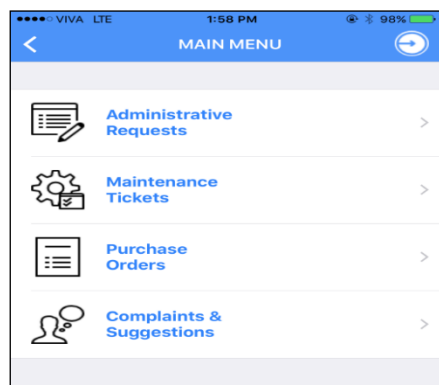 VIVA LTE 1:58 PM 98%
MAIN MENU
Administrative
Requests
Maintenance
Tickets
Purchase
Orders
Complaints &
Suggestions